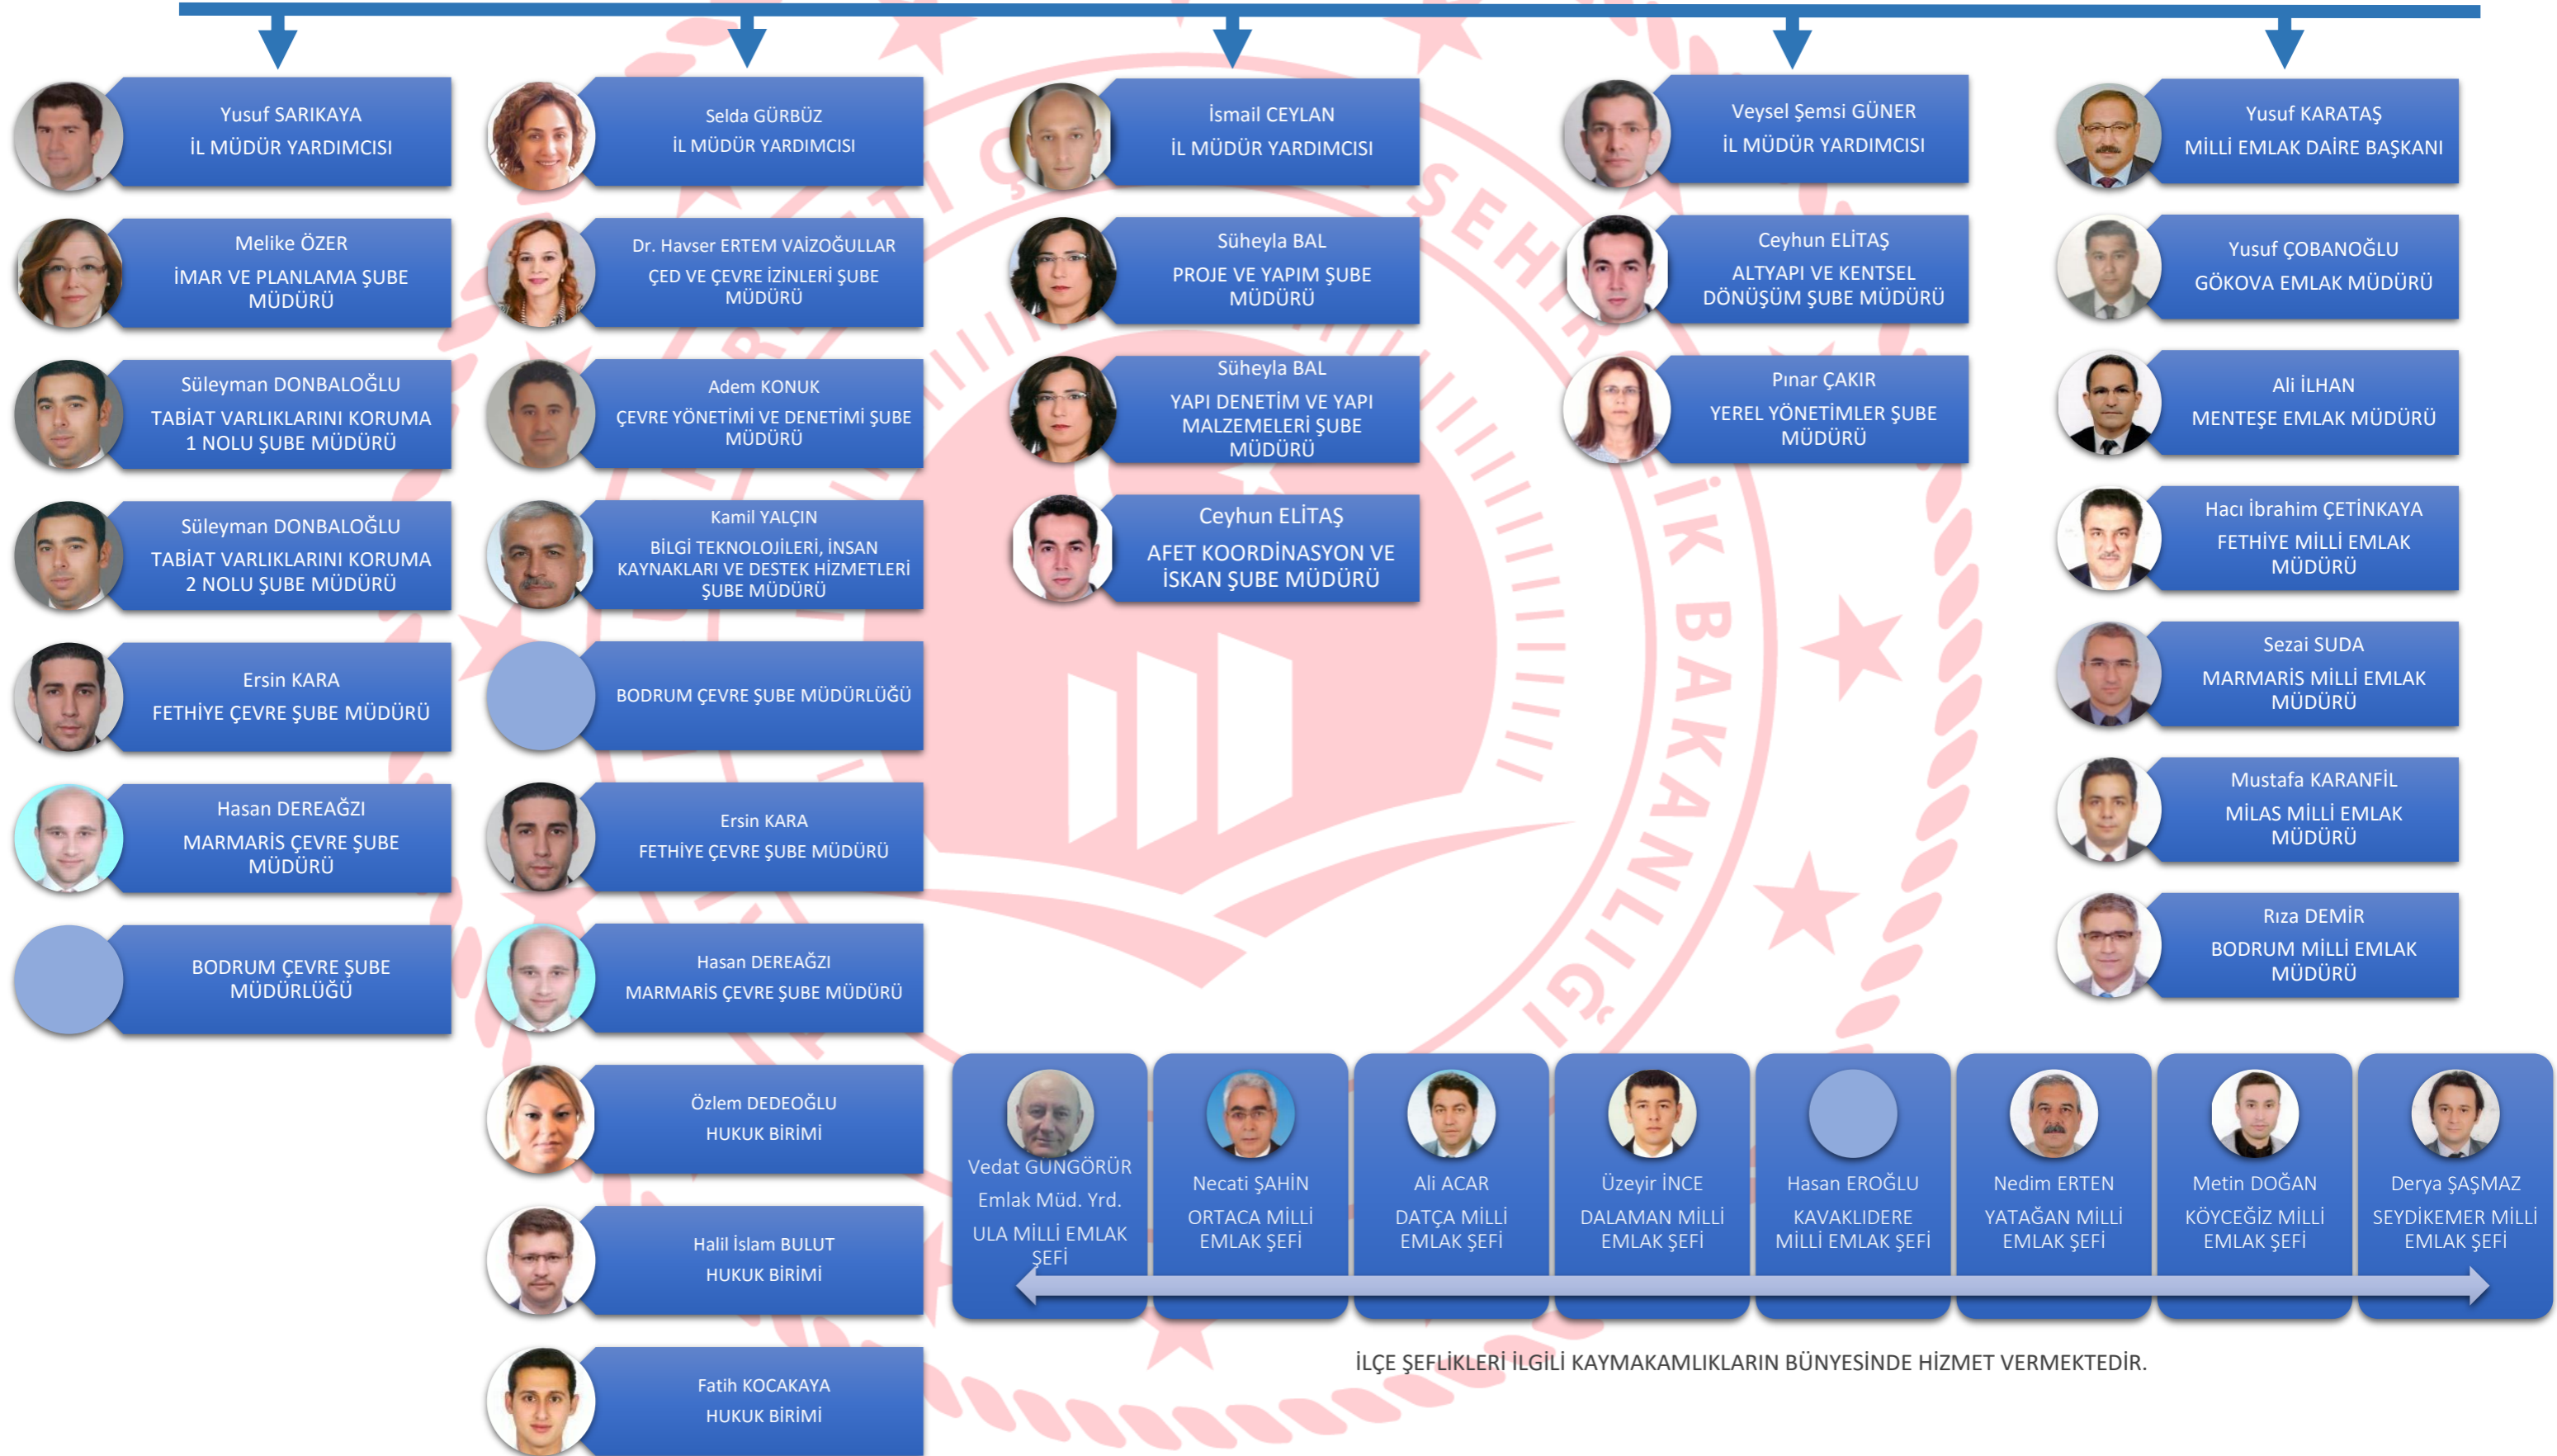 Yusuf SARIKAYA
İL MÜDÜR YARDIMCISI
Melike ÖZER
İMAR VE PLANLAMA ŞUBE
MÜDÜRÜ
Süleyman DONBALOĞLU
TABİAT VARLIKLARINI KORUMA
1 NOLU ŞUBE MÜDÜRÜ
Süleyman DONBALOĞLU
TABİAT VARLIKLARINI KORUMA
2 NOLU ŞUBE MÜDÜRÜ
Ersin KARA
FETHİYE ÇEVRE ŞUBE MÜDÜRÜ
Hasan DEREAĞZI
MARMARİS ÇEVRE ŞUBE
MÜDÜRÜ
BODRUM ÇEVRE ŞUBE
MÜDÜRLÜĞÜ
Selda GÜRBÜZ
İL MÜDÜR YARDIMCISI
Dr. Havser ERTEM VAİZOĞULLAR
ÇED VE ÇEVRE İZİNLERİ ŞUBE
MÜDÜRÜ
Adem KONUK
ÇEVRE YÖNETİMİ VE DENETİMİ ŞUBE
MÜDÜRÜ
Kamil YALÇIN
BİLGİ TEKNOLOJİLERİ, İNSAN
KAYNAKLARI VE DESTEK HİZMETLERİ
ŞUBE MÜDÜRÜ
BODRUM ÇEVRE ŞUBE MÜDÜRLÜĞÜ
Ersin KARA
FETHİYE ÇEVRE ŞUBE MÜDÜRÜ
Hasan DEREAĞZI
MARMARİS ÇEVRE ŞUBE MÜDÜRÜ
Özlem DEDEOĞLU
HUKUK BİRİMİ
Halil İslam BULUT
HUKUK BİRİMİ
Fatih KOCAKAYA
HUKUK BİRİMİ
İsmail CEYLAN
İL MÜDÜR YARDIMCISI
Süheyla BAL
PROJE VE YAPIM ŞUBE
MÜDÜRÜ
Süheyla BAL
YAPI DENETİM VE YAPI
MALZEMELERİ ŞUBE
MÜDÜRÜ
Ceyhun ELİTAŞ
AFET KOORDİNASYON VE
İSKAN ŞUBE MÜDÜRÜ
Veysel Şemsi GÜNER
İL MÜDÜR YARDIMCISI
Ceyhun ELİTAŞ
ALTYAPI VE KENTSEL
DÖNÜŞÜM ŞUBE MÜDÜRÜ
Pınar ÇAKIR
YEREL YÖNETİMLER ŞUBE
MÜDÜRÜ
Yusuf KARATAŞ
MİLLİ EMLAK DAİRE BAŞKANI
Yusuf ÇOBANOĞLU
GÖKOVA EMLAK MÜDÜRÜ
Ali İLHAN
MENTEŞE EMLAK MÜDÜRÜ
Hacı İbrahim ÇETİNKAYA
FETHİYE MİLLİ EMLAK
MÜDÜRÜ
Sezai SUDA
MARMARİS MİLLİ EMLAK
MÜDÜRÜ
Mustafa KARANFİL
MİLAS MİLLİ EMLAK
MÜDÜRÜ
Rıza DEMİR
BODRUM MİLLİ EMLAK
MÜDÜRÜ
Vedat GÜNGÖRÜR
Emlak Müd. Yrd.
ULA MİLLİ EMLAK
ŞEFİ
Necati ŞAHİN
ORTACA MİLLİ
EMLAK ŞEFİ
Ali ACAR
DATÇA MİLLİ
EMLAK ŞEFİ
Üzeyir İNCE
DALAMAN MİLLİ
EMLAK ŞEFİ
Hasan EROĞLU
KAVAKLIDERE
MİLLİ EMLAK ŞEFİ
Nedim ERTEN
YATAĞAN MİLLİ
EMLAK ŞEFİ
Metin DOĞAN
KÖYCEĞİZ MİLLİ
EMLAK ŞEFİ
Derya ŞAŞMAZ
SEYDİKEMER MİLLİ
EMLAK ŞEFİ
İLÇE ŞEFLİKLERİ İLGİLİ KAYMAKAMLIKLARIN BÜNYESİNDE HİZMET VERMEKTEDİR.
BAKANLIĞI